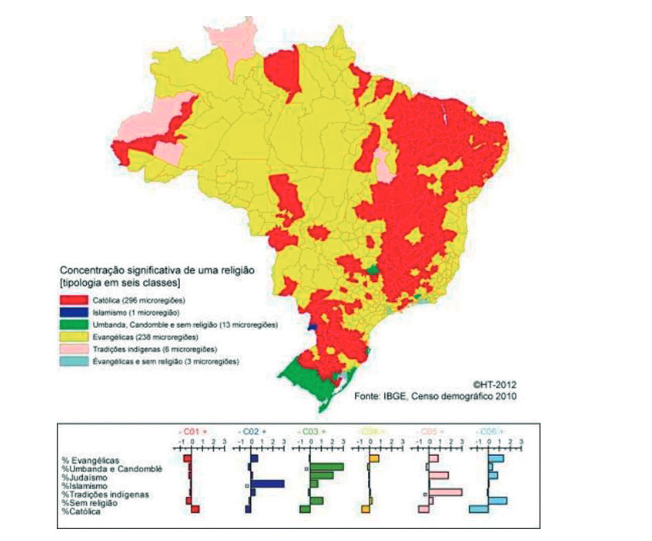 Concentração significativa de uma religião
[tipologia em seis classes]
Católica (296 microregiões)
Islamismo (1 microregião)
Umbanda, Candomble e sem religião (13 microregiões)
Evangélicas (238 microregiões)
Tradições indígenas (6 microregiões)
Évangélicas e sem religião (3 microregiões)
©HT-2012
Fonte: IBGE, Censo demográfico 2010
- C01 + - C02 + - C03 + - C04 + - C05 + - C06 +
-1 0 1 2 3 -1 0 1 2 3 -1 0 1 2 3 -1 0 1 2 3 -1 0 1 2 3 -1 0 1 2 3
% Evangélicas
%Umbanda e Candomblé
%Judaísmo
%Islamismo
%Tradições indígenas
%Sem religião
%Católica